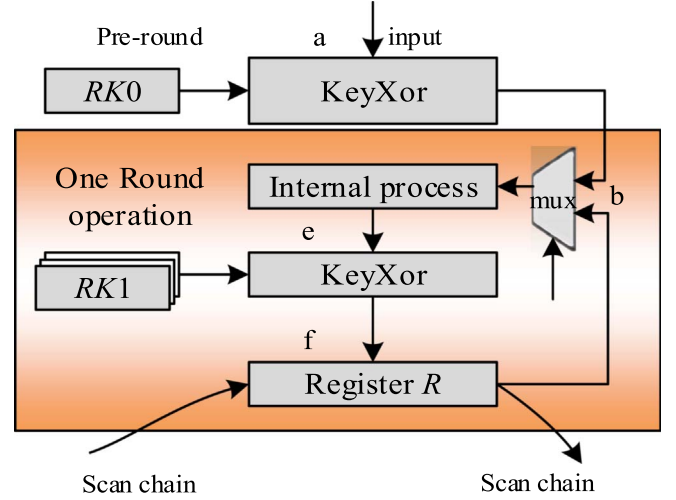 Pre-round
a
input
RK0
KeyXor
One Round
operation
Internal process
mux
b
e
RK1
KeyXor
f
Register R
Scan chain
Scan chain